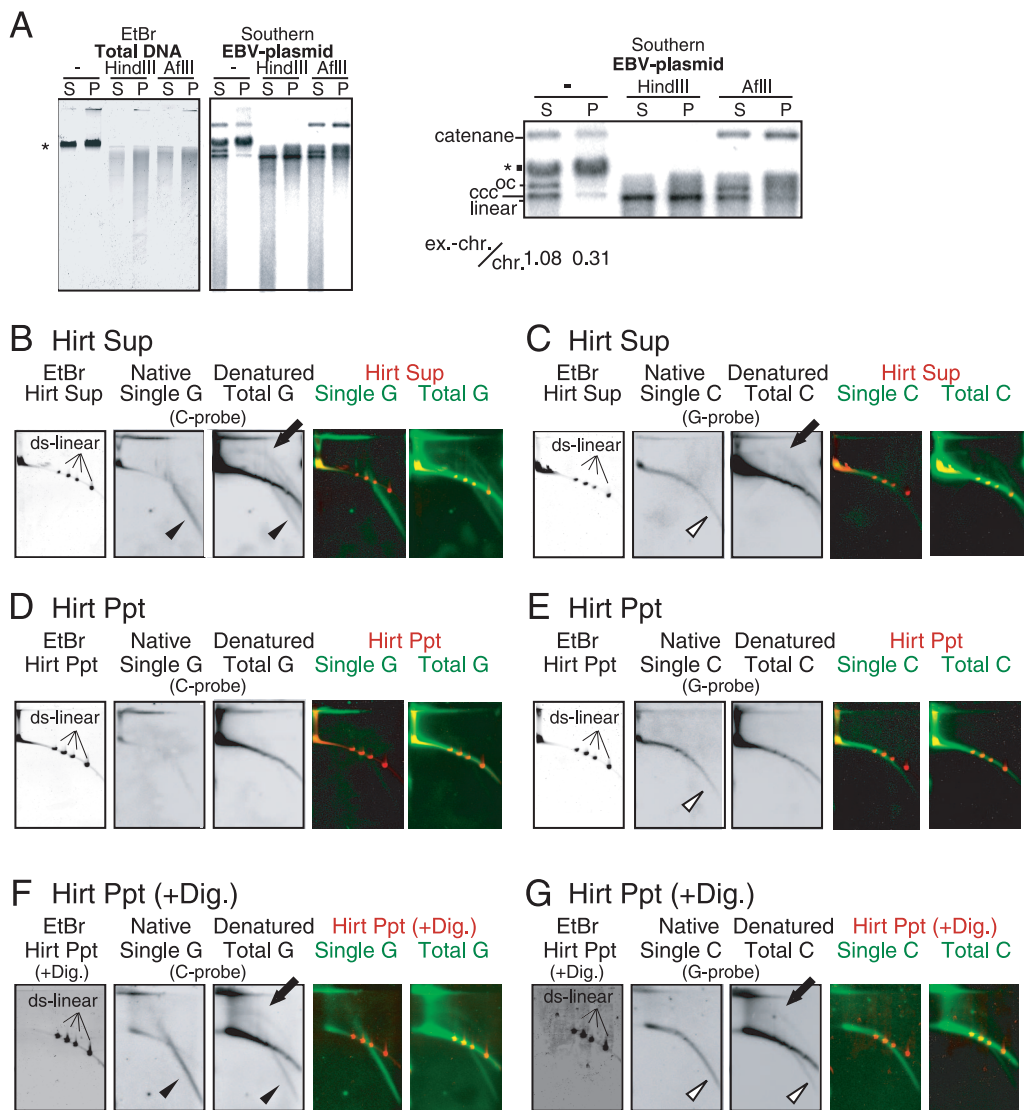 A
EtBr
Total DNA
- HindIII AflII
S P S P S P
*
Southern
EBV-plasmid
- HindIII AflII
S P S P S P
Southern
EBV-plasmid
- HindIII AflII
S P S P S P
catenane
*
oc
ccc
linear
ex.-chr./chr. 1.08 0.31
B Hirt Sup
EtBr Native Denatured Hirt Sup
Hirt Sup Single G Total G Single G Total G
(C-probe)
ds-linear
C Hirt Sup
EtBr Native Denatured Hirt Sup
Hirt Sup Single C Total C Single C Total C
(G-probe)
ds-linear
D Hirt Ppt
EtBr Native Denatured Hirt Ppt
Hirt Ppt Single G Total G Single G Total G
(C-probe)
ds-linear
E Hirt Ppt
EtBr Native Denatured Hirt Ppt
Hirt Ppt Single C Total C Single C Total C
(G-probe)
ds-linear
F Hirt Ppt (+Dig.)
EtBr Native Denatured Hirt Ppt (+Dig.)
Hirt Ppt Single G Total G Single G Total G
(+Dig.) (C-probe)
ds-linear
G Hirt Ppt (+Dig.)
EtBr Native Denatured Hirt Ppt (+Dig.)
Hirt Ppt Single C Total C Single C Total C
(+Dig.) (G-probe)
ds-linear